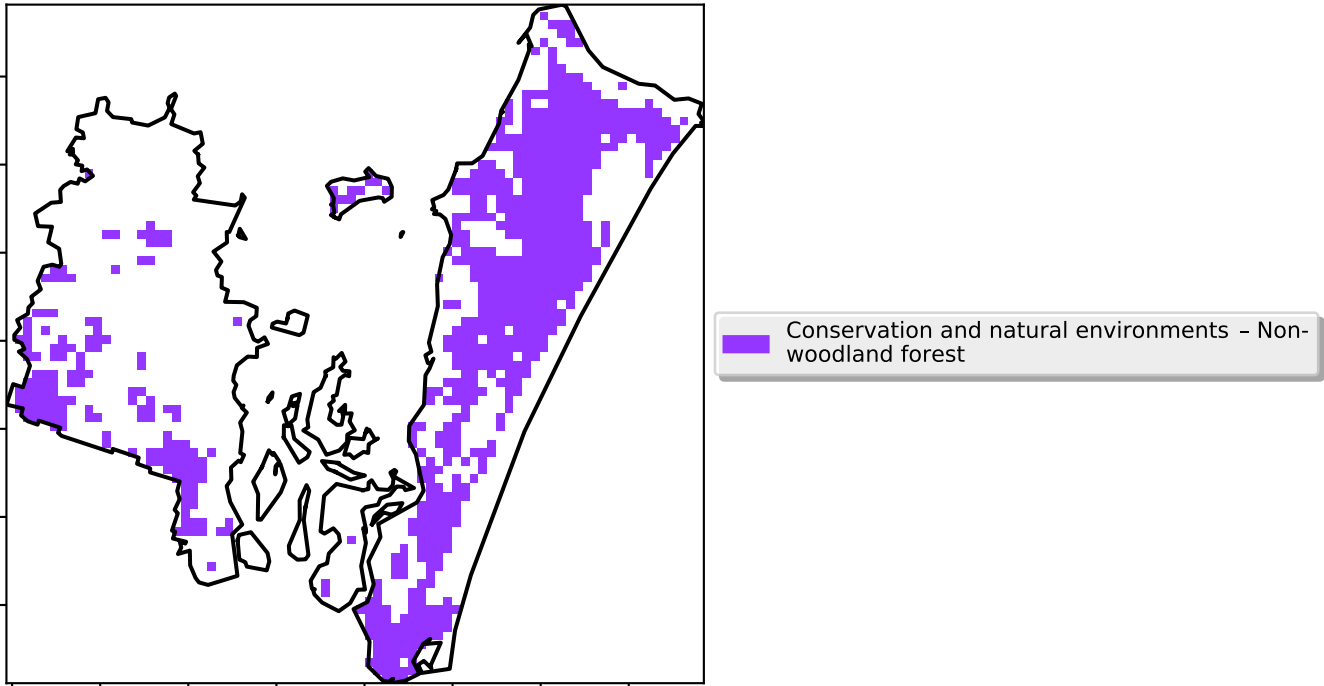 Conservation and natural environments – Non-
woodland forest